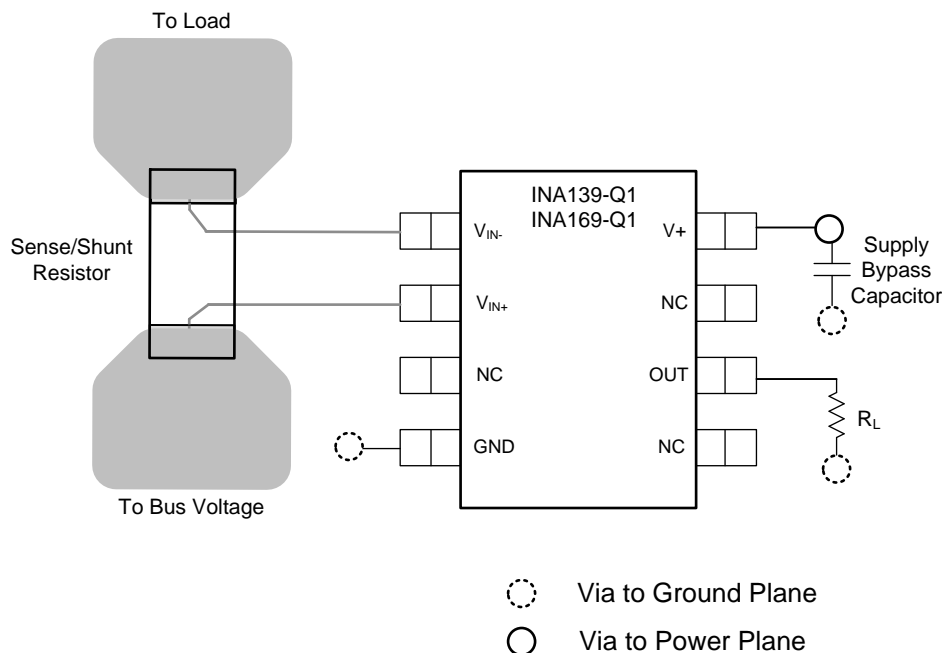 To Load
INA139-Q1
INA169-Q1
Sense/Shunt
Resistor
VIN-
V+
Supply
Bypass
Capacitor
VIN+
NC
NC
OUT
RL
GND
NC
To Bus Voltage
Via to Ground Plane
Via to Power Plane